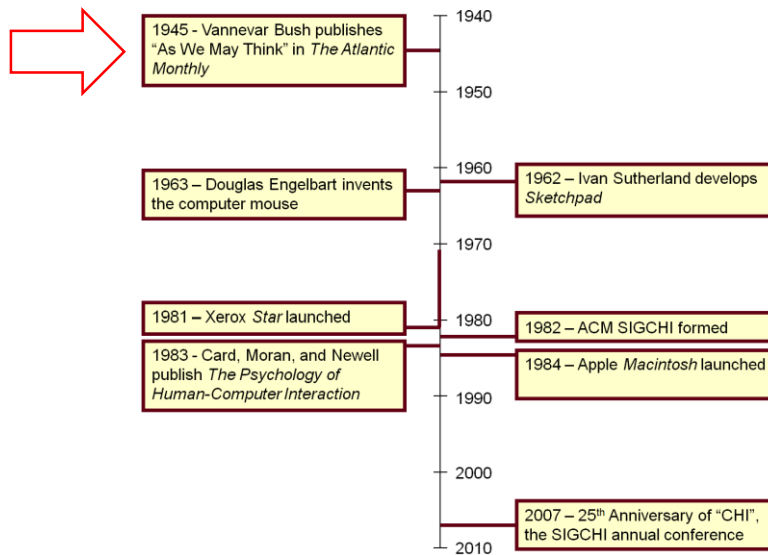 1940
1945 - Vannevar Bush publishes
“As We May Think” in The Atlantic
Monthly
1950
1960
1963 – Douglas Engelbart invents
the computer mouse
1962 – Ivan Sutherland develops
Sketchpad
1970
1981 – Xerox Star launched
1980
1982 – ACM SIGCHI formed
1983 - Card, Moran, and Newell
publish The Psychology of
Human-Computer Interaction
1984 – Apple Macintosh launched
1990
2000
2007 – 25th Anniversary of “CHI”,
the SIGCHI annual conference
2010